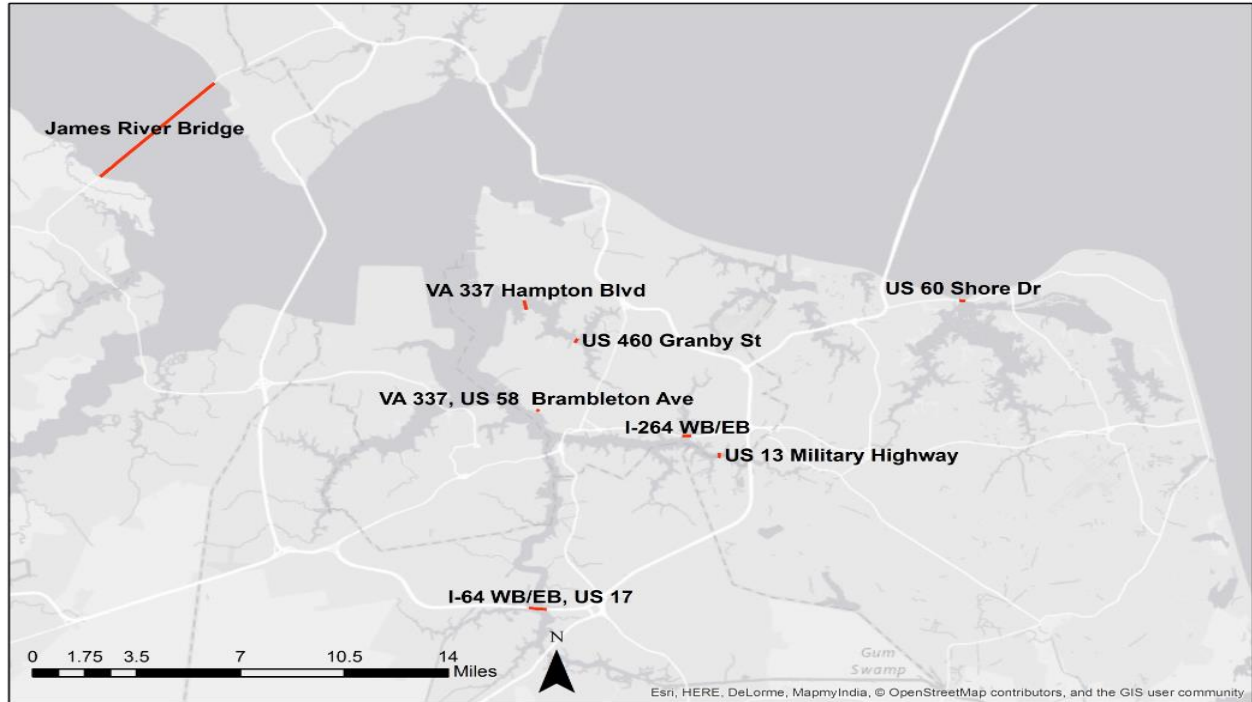 James River Bridge
VA 337 Hampton Blvd
US 60 Shore Dr
US 460 Granby St
VA 337, US 58  Brambleton Ave
I-264 WB/EB
US 13 Military Highway
I-64 WB/EB, US 17
N
0 1.75 3.5 7 10.5 14
Miles
Gum
Swamp
Esri, HERE, DeLorme, MapmyIndia, © OpenStreetMap contributors, and the GIS user community